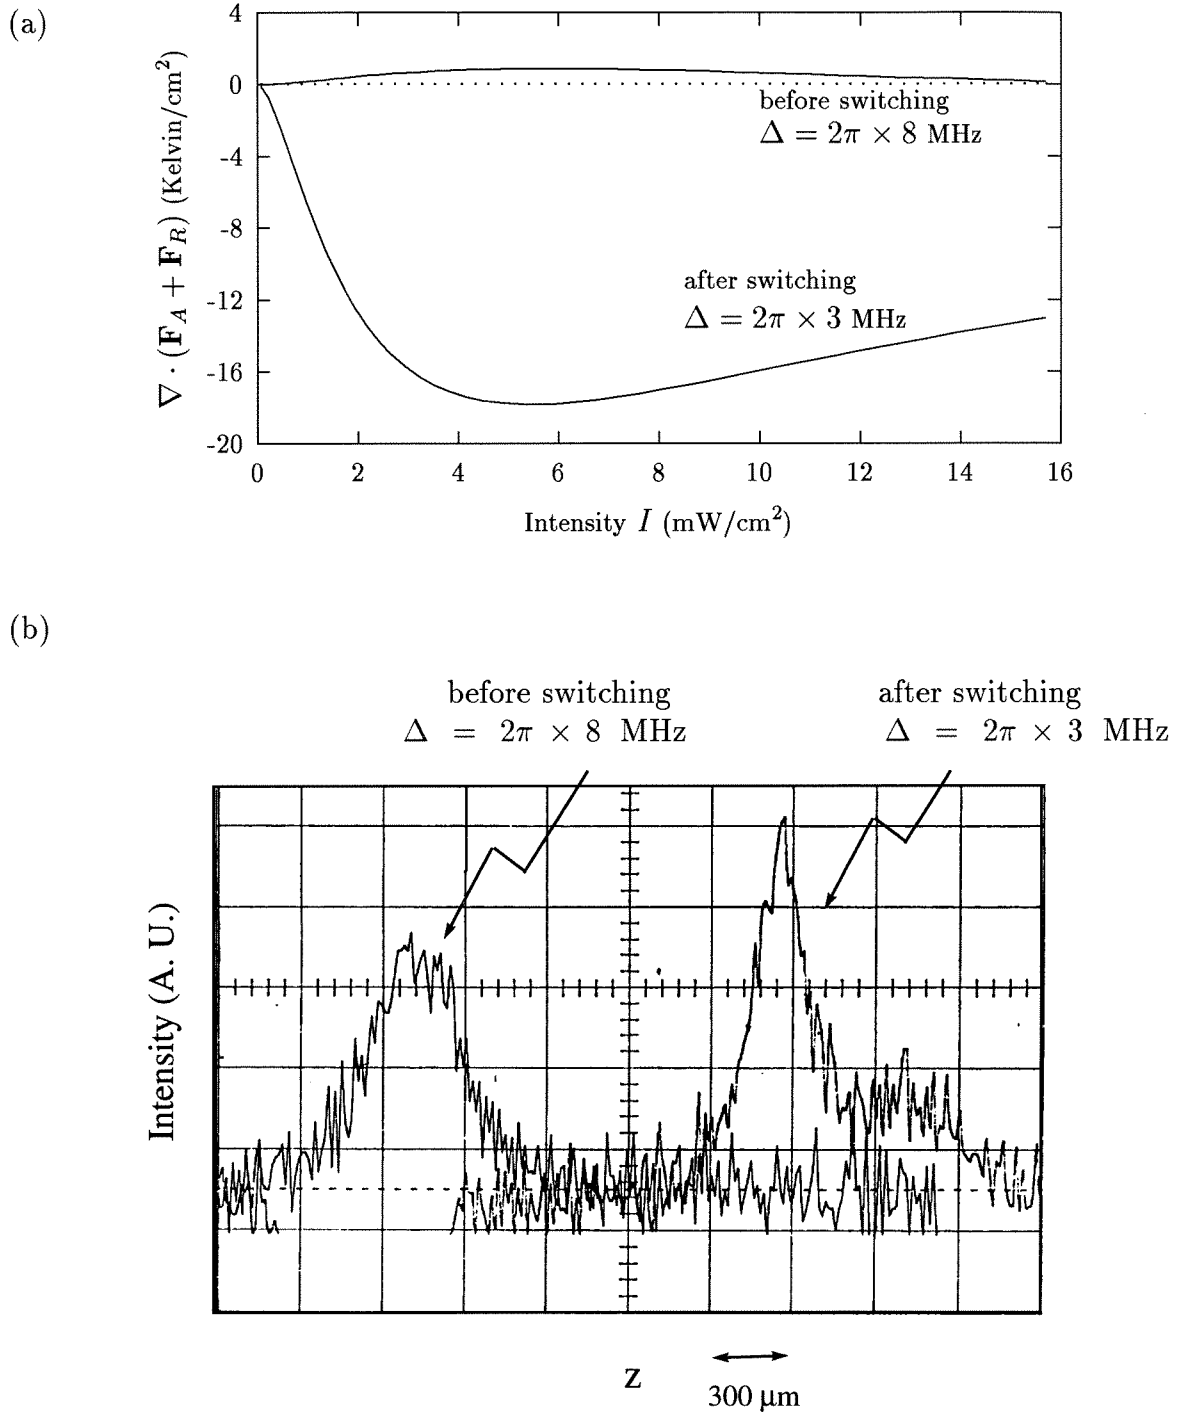 (a)
4
0
-4
-8
-12
-16
-20
∇ · (F_A + F_R) (Kelvin/cm²)
before switching
Δ = 2π × 8 MHz
after switching
Δ = 2π × 3 MHz
0 2 4 6 8 10 12 14 16
Intensity I (mW/cm²)
(b)
before switching after switching
Δ = 2π × 8 MHz Δ = 2π × 3 MHz
Intensity (A. U.)
z
300 μm